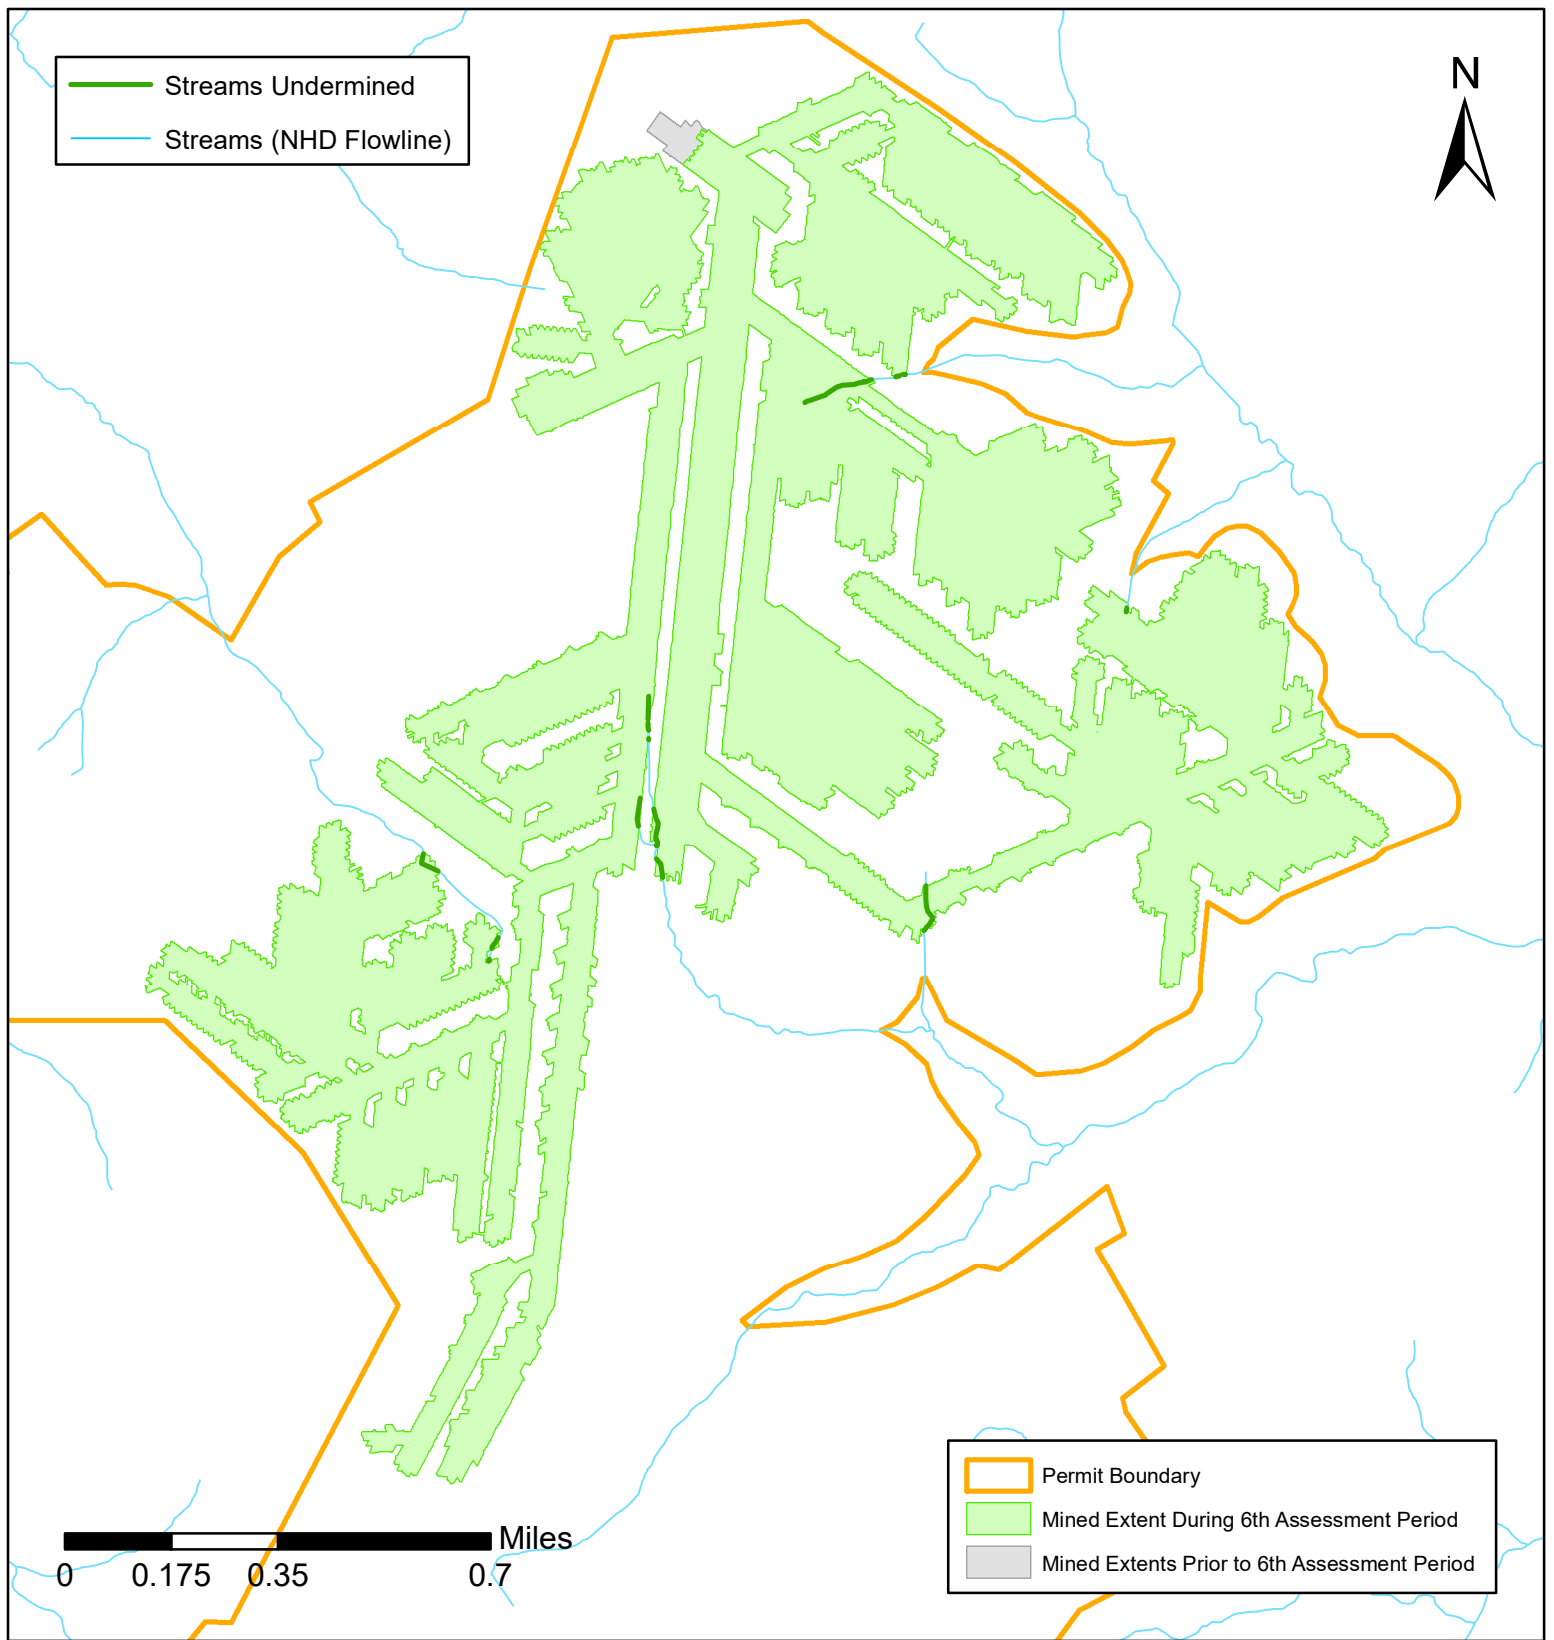 Streams Undermined
Streams (NHD Flowline)
N
Permit Boundary
Mined Extent During 6th Assessment Period
Mined Extents Prior to 6th Assessment Period
Miles
0 0.175 0.35 0.7